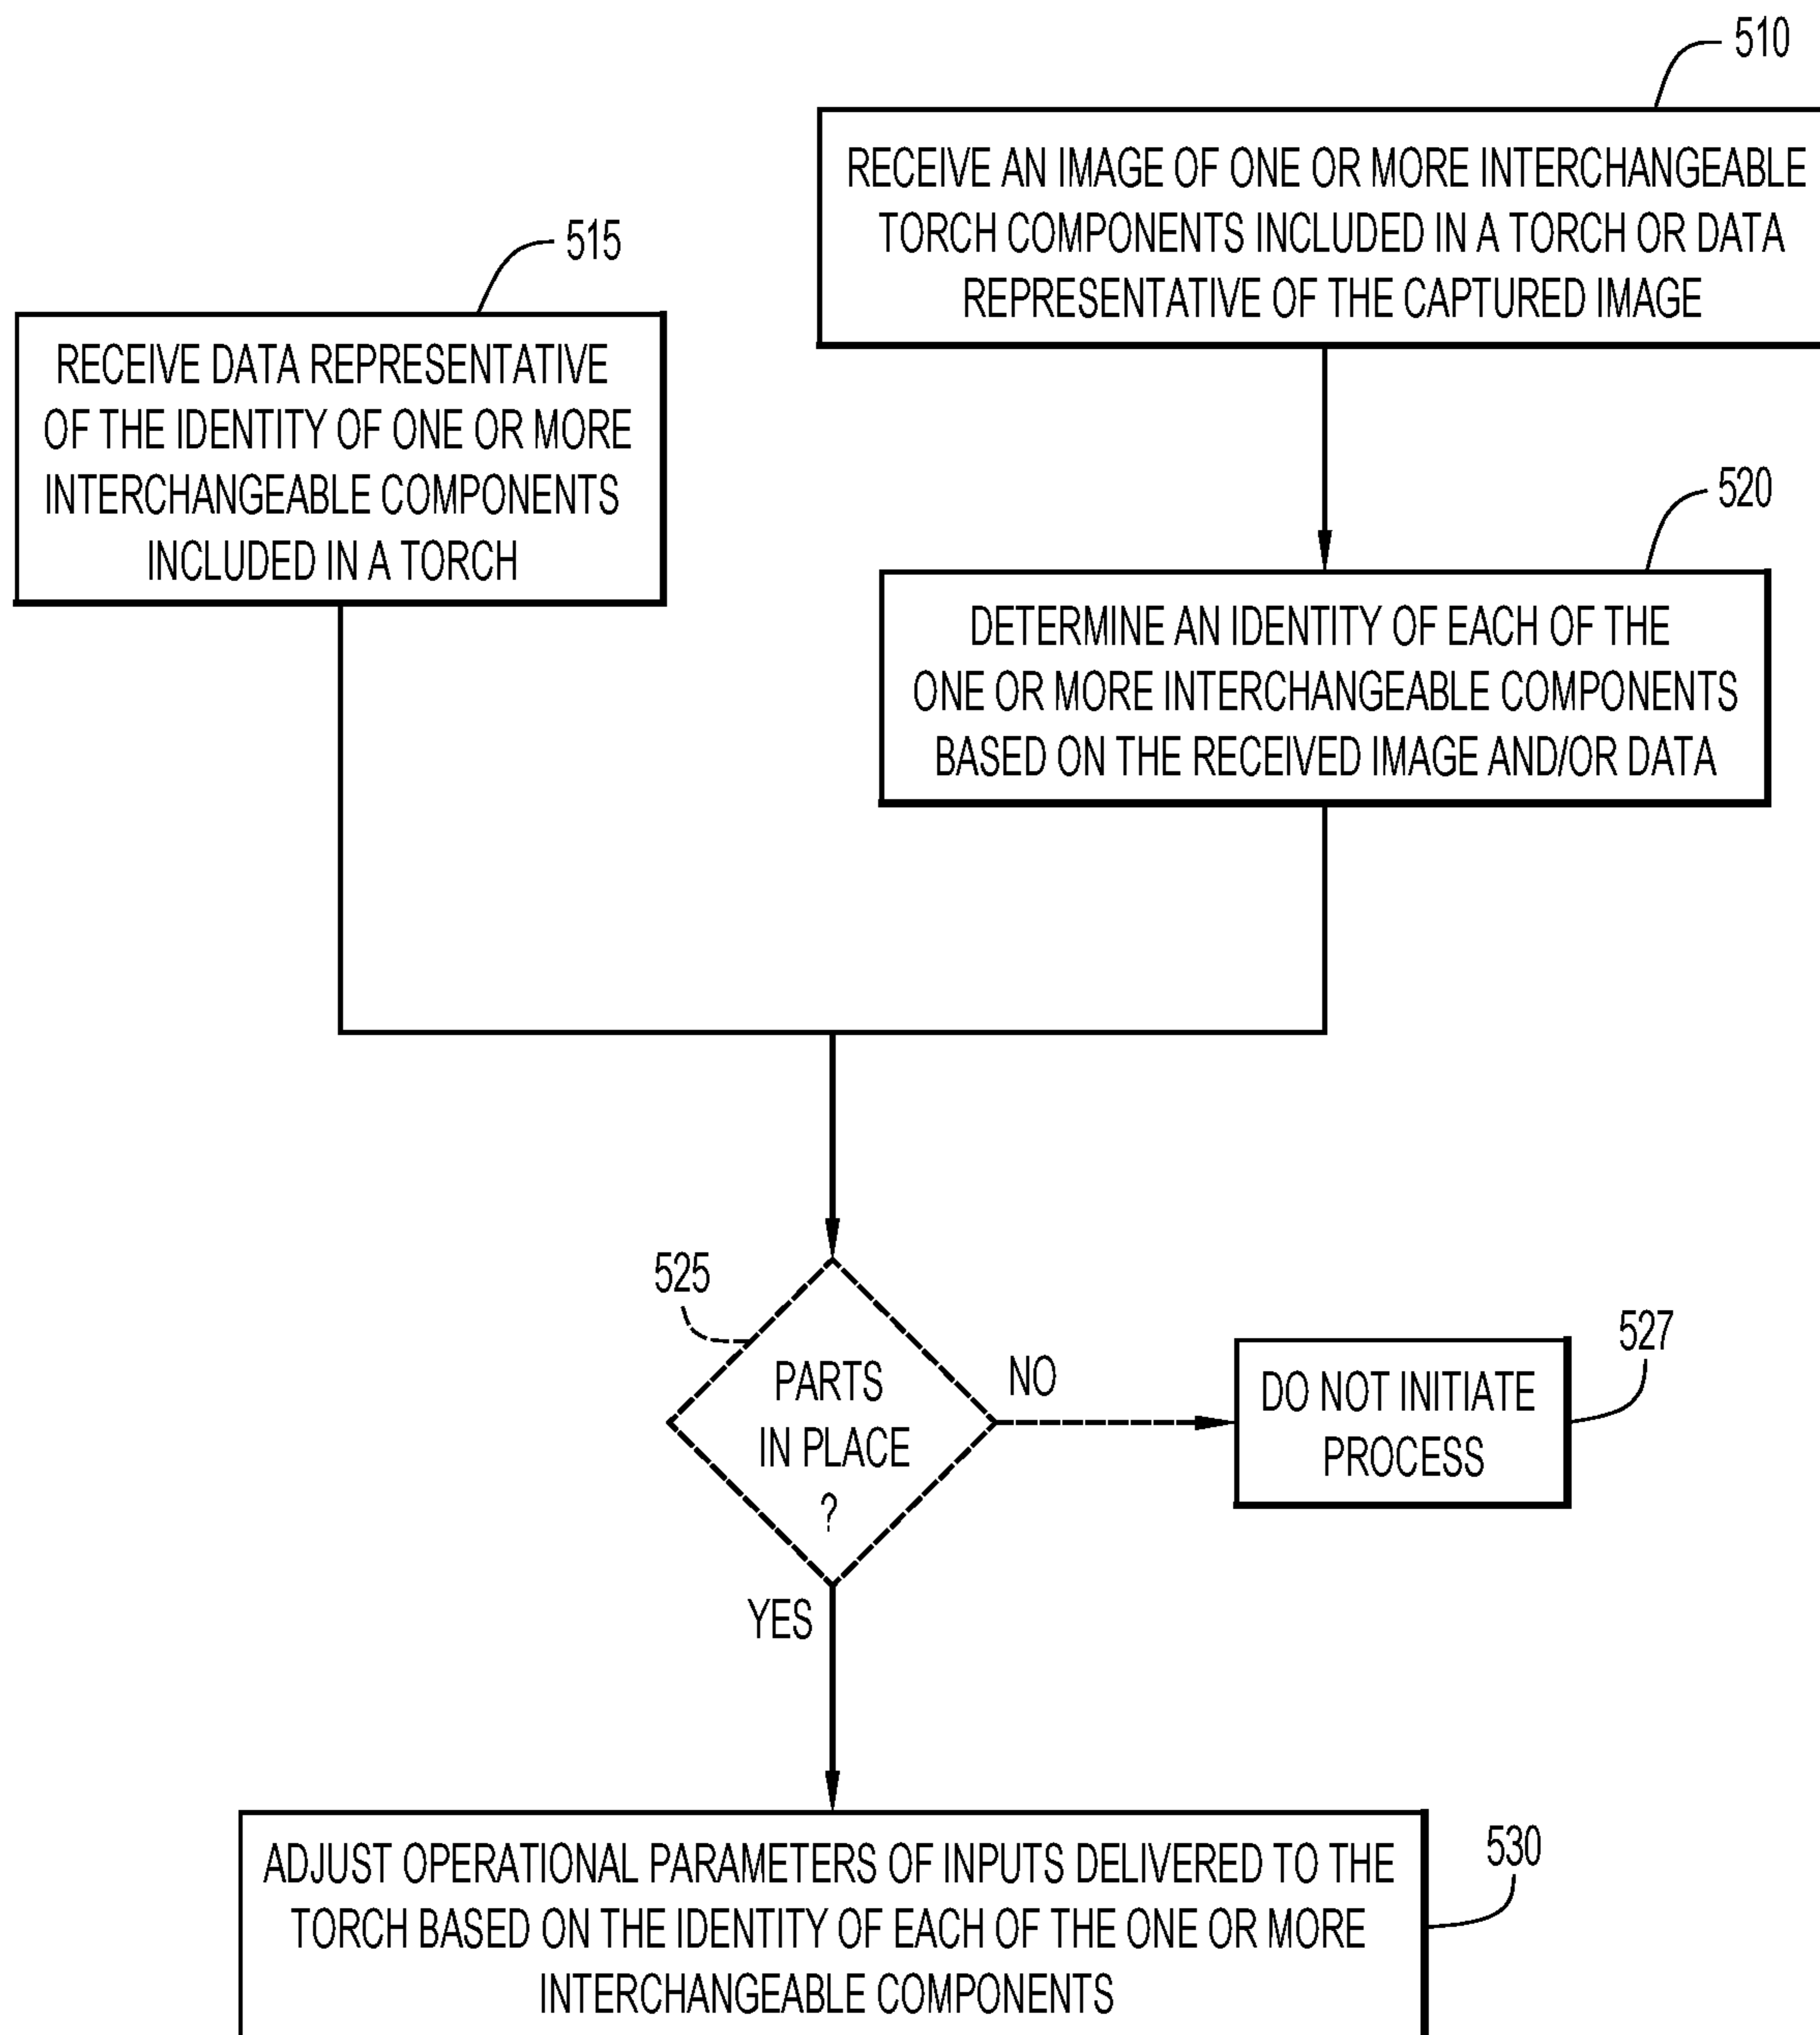 510
RECEIVE AN IMAGE OF ONE OR MORE INTERCHANGEABLE
TORCH COMPONENTS INCLUDED IN A TORCH OR DATA
REPRESENTATIVE OF THE CAPTURED IMAGE
515
RECEIVE DATA REPRESENTATIVE
OF THE IDENTITY OF ONE OR MORE
INTERCHANGEABLE COMPONENTS
INCLUDED IN A TORCH
520
DETERMINE AN IDENTITY OF EACH OF THE
ONE OR MORE INTERCHANGEABLE COMPONENTS
BASED ON THE RECEIVED IMAGE AND/OR DATA
525
PARTS
IN PLACE
?
NO
527
DO NOT INITIATE
PROCESS
YES
530
ADJUST OPERATIONAL PARAMETERS OF INPUTS DELIVERED TO THE
TORCH BASED ON THE IDENTITY OF EACH OF THE ONE OR MORE
INTERCHANGEABLE COMPONENTS